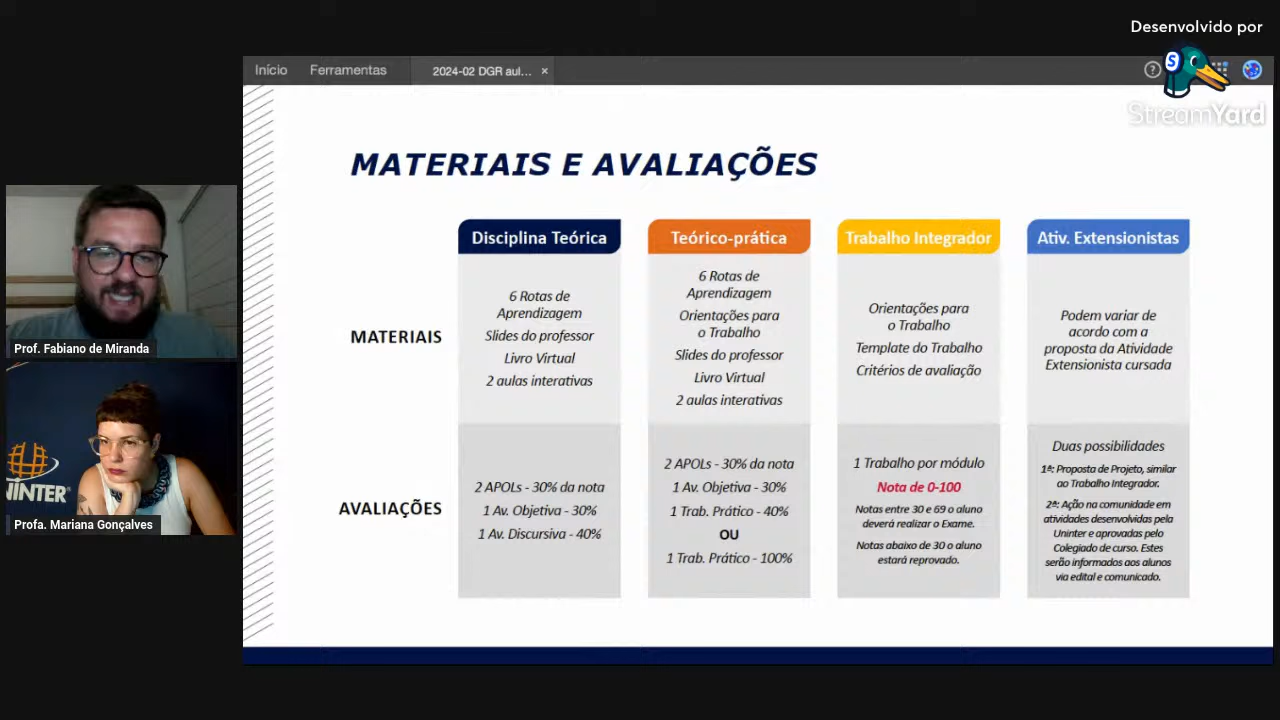 Desenvolvido por
StreamYard
Início
Ferramentas
2024-02 DGR aul...
×
?
S
MATERIAIS E AVALIAÇÕES
Disciplina Teórica
Teórico-prática
Trabalho Integrador
Ativ. Extensionistas
MATERIAIS
6 Rotas de
Aprendizagem
Slides do professor
Livro Virtual
2 aulas interativas
6 Rotas de
Aprendizagem
Orientações para
o Trabalho
Slides do professor
Livro Virtual
2 aulas interativas
Orientações para
o Trabalho
Template do Trabalho
Critérios de avaliação
Podem variar de
acordo com a
proposta da Atividade
Extensionista cursada
AVALIAÇÕES
2 APOLs - 30% da nota
1 Av. Objetiva - 30%
1 Av. Discursiva - 40%
2 APOLs - 30% da nota
1 Av. Objetiva - 30%
1 Trab. Prático - 40%
OU
1 Trab. Prático - 100%
1 Trabalho por módulo
Nota de 0-100
Notas entre 30 e 69 o aluno
deverá realizar o Exame.
Notas abaixo de 30 o aluno
estará reprovado.
Duas possibilidades
1ª: Proposta de Projeto, similar
ao Trabalho Integrador.
2ª: Ação na comunidade em
atividades desenvolvidas pela
Uninter e aprovadas pelo
Colegiado de curso. Estes
serão informados aos alunos
via edital e comunicado.
Prof. Fabiano de Miranda
NINTER
Profa. Mariana Gonçalves